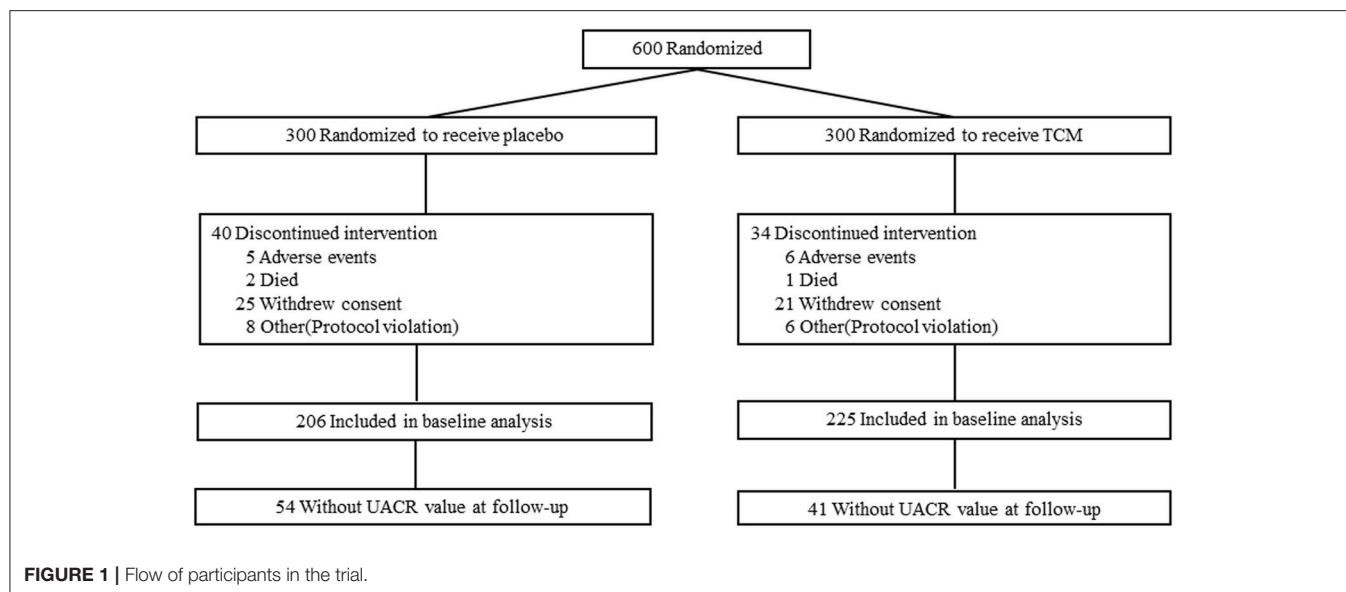 600 Randomized
300 Randomized to receive placebo
300 Randomized to receive TCM
40 Discontinued intervention
5 Adverse events
2 Died
25 Withdrew consent
8 Other(Protocol violation)
34 Discontinued intervention
6 Adverse events
1 Died
21 Withdrew consent
6 Other(Protocol violation)
206 Included in baseline analysis
225 Included in baseline analysis
54 Without UACR value at follow-up
41 Without UACR value at follow-up
FIGURE 1 | Flow of participants in the trial.